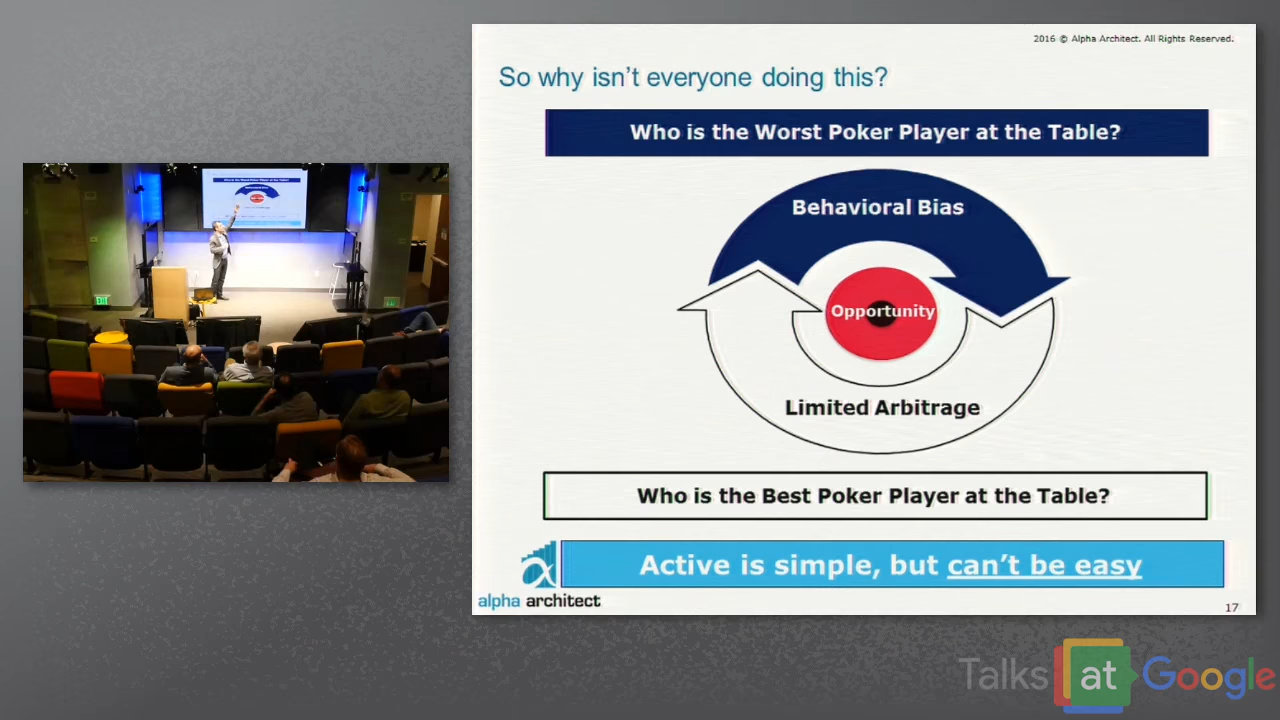 2016 © Alpha Architect. All Rights Reserved.
So why isn't everyone doing this?
Who is the Worst Poker Player at the Table?
Behavioral Bias
Opportunity
Limited Arbitrage
Who is the Best Poker Player at the Table?
Active is simple, but can't be easy
alpha architect
17
Talks at Google
EXIT